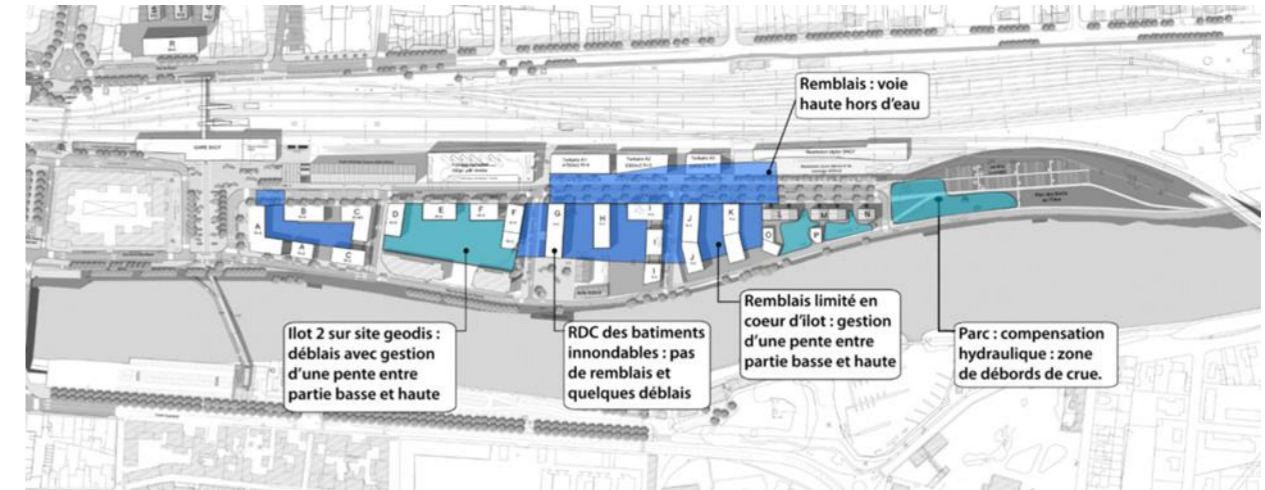 R
Remblais : voie
haute hors d'eau
GARE SNCF
A
B
C
A
C
D
E
F
F
G
H
I
I
I
J
J
K
L
M
N
O
P
Ilot 2 sur site geodis :
déblais avec gestion
d'une pente entre
partie basse et haute
RDC des batiments
innondables : pas
de remblais et
quelques déblais
Remblais limité en
coeur d'îlot : gestion
d'une pente entre
partie basse et haute
Parc : compensation
hydraulique : zone
de débords de crue.